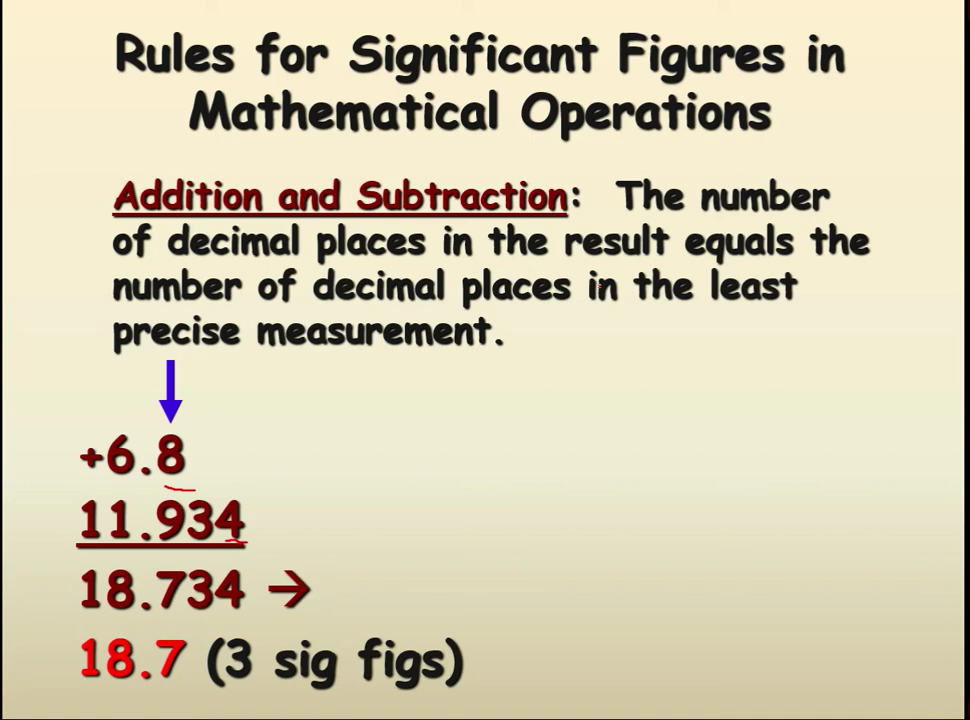 Rules for Significant Figures in
Mathematical Operations
Addition and Subtraction: The number
of decimal places in the result equals the
number of decimal places in the least
precise measurement.
+6.8
11.934
18.734 →
18.7 (3 sig figs)